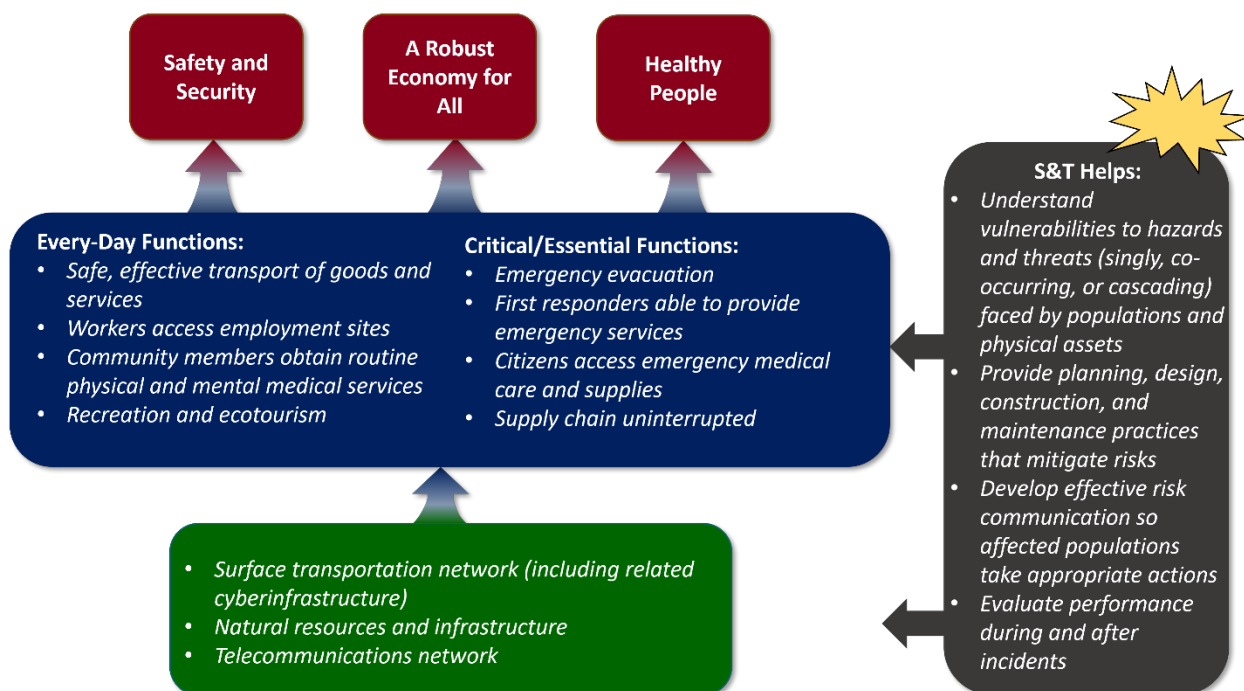 Safety and
Security
A Robust
Economy for
All
Healthy
People
Every-Day Functions:
• Safe, effective transport of goods and
services
• Workers access employment sites
• Community members obtain routine
physical and mental medical services
• Recreation and ecotourism
Critical/Essential Functions:
• Emergency evacuation
• First responders able to provide
emergency services
• Citizens access emergency medical
care and supplies
• Supply chain uninterrupted
• Surface transportation network (including related
cyberinfrastructure)
• Natural resources and infrastructure
• Telecommunications network
S&T Helps:
• Understand
vulnerabilities to hazards
and threats (singly, co-
occurring, or cascading)
faced by populations and
physical assets
• Provide planning, design,
construction, and
maintenance practices
that mitigate risks
• Develop effective risk
communication so
affected populations
take appropriate actions
• Evaluate performance
during and after
incidents